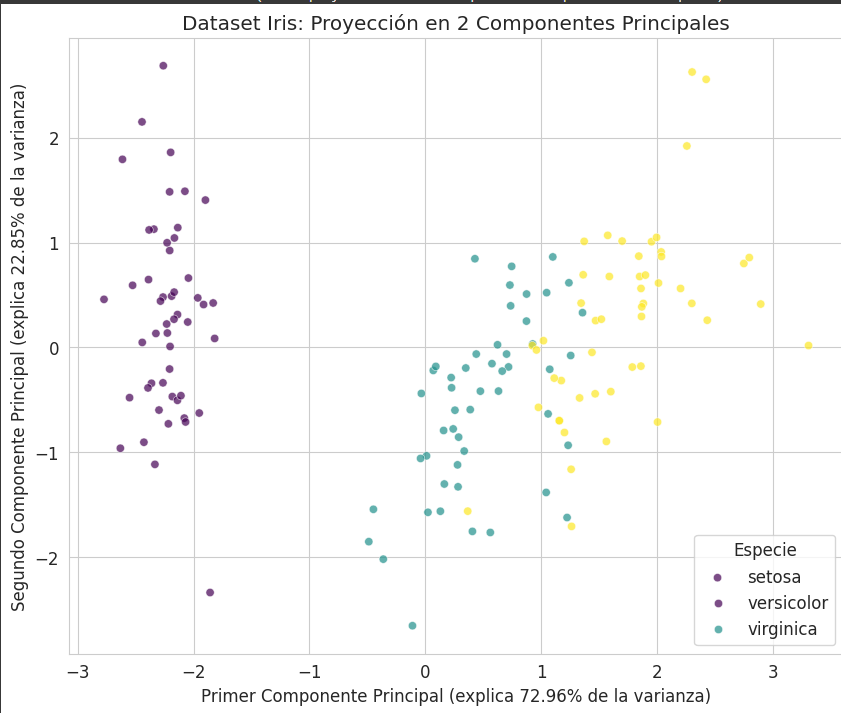 Dataset Iris: Proyección en 2 Componentes Principales
Segundo Componente Principal (explica 22.85% de la varianza)
2
1
0
−1
−2
−3
−2
−1
0
1
2
3
Primer Componente Principal (explica 72.96% de la varianza)
Especie
setosa
versicolor
virginica